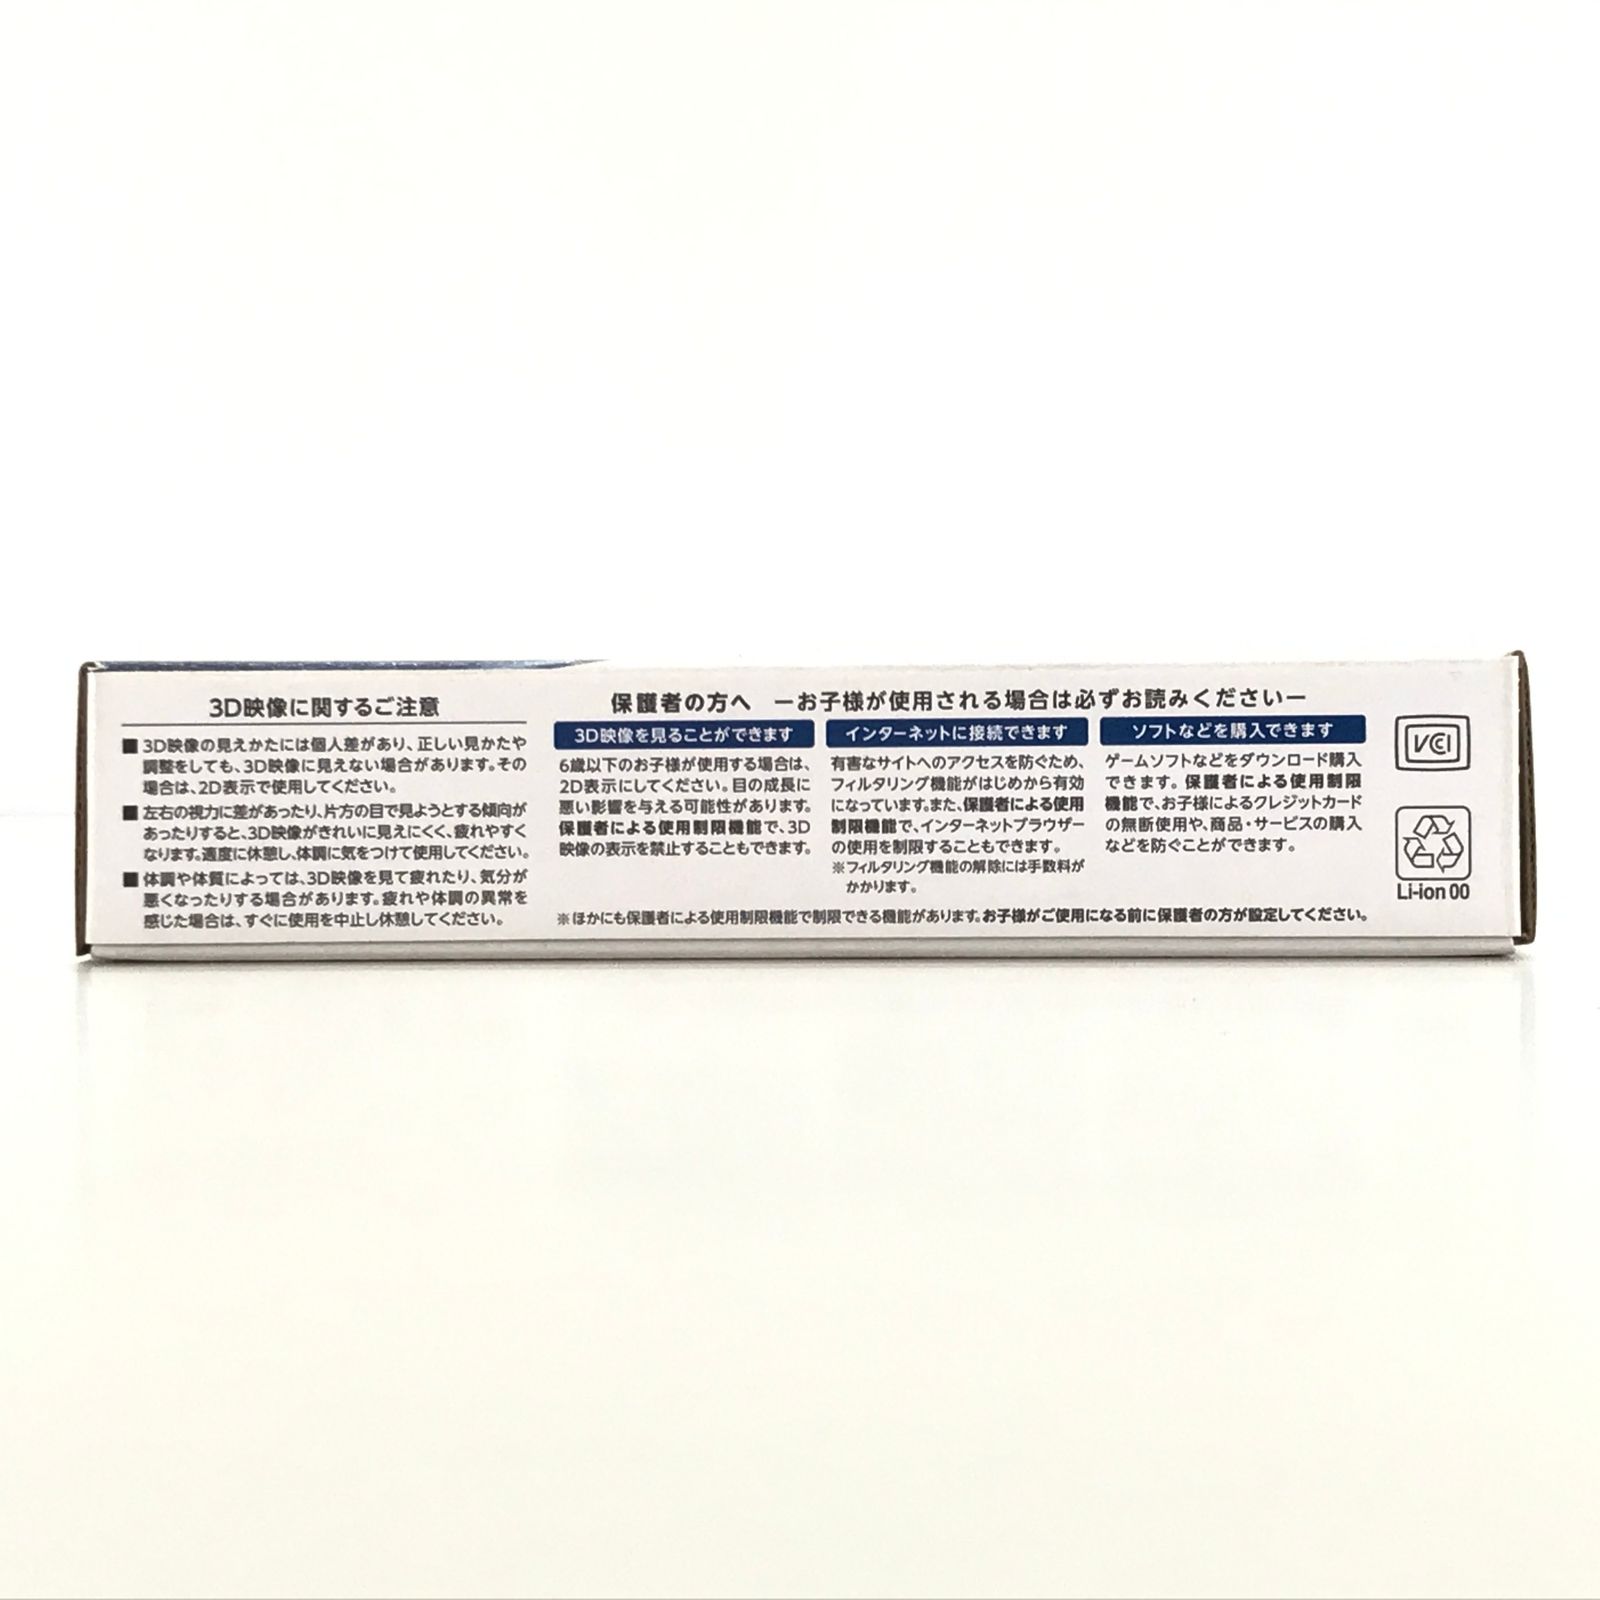 3D映像に関するご注意
■ 3D映像の見えかたには個人差があり、正しい見かたや
調整をしても、3D映像に見えない場合があります。その
場合は、2D表示で使用してください。
■ 左右の視力に差があったり、片方の目で見ようとする傾向が
あったりすると、3D映像がきれいに見えにくく、疲れやすく
なります。適度に休憩し、体調に気をつけて使用してください。
■ 体調や体質によっては、3D映像を見て疲れたり、気分が
悪くなったりする場合があります。疲れや体調の異常を
感じた場合は、すぐに使用を中止し休憩してください。
保護者の方へ ーお子様が使用される場合は必ずお読みくださいー
3D映像を見ることができます
6歳以下のお子様が使用する場合は、
2D表示にしてください。目の成長に
悪い影響を与える可能性があります。
保護者による使用制限機能で、3D
映像の表示を禁止することもできます。
インターネットに接続できます
有害なサイトへのアクセスを防ぐため、
フィルタリング機能がはじめから有効
になっています。また、保護者による使用
制限機能で、インターネットブラウザー
の使用を制限することもできます。
※フィルタリング機能の解除には手数料が
かかります。
ソフトなどを購入できます
ゲームソフトなどをダウンロード購入
できます。保護者による使用制限
機能で、お子様によるクレジットカード
の無断使用や、商品・サービスの購入
などを防ぐことができます。
※ほかにも保護者による使用制限機能で制限できる機能があります。お子様がご使用になる前に保護者の方が設定してください。
VCCI
Li-ion 00